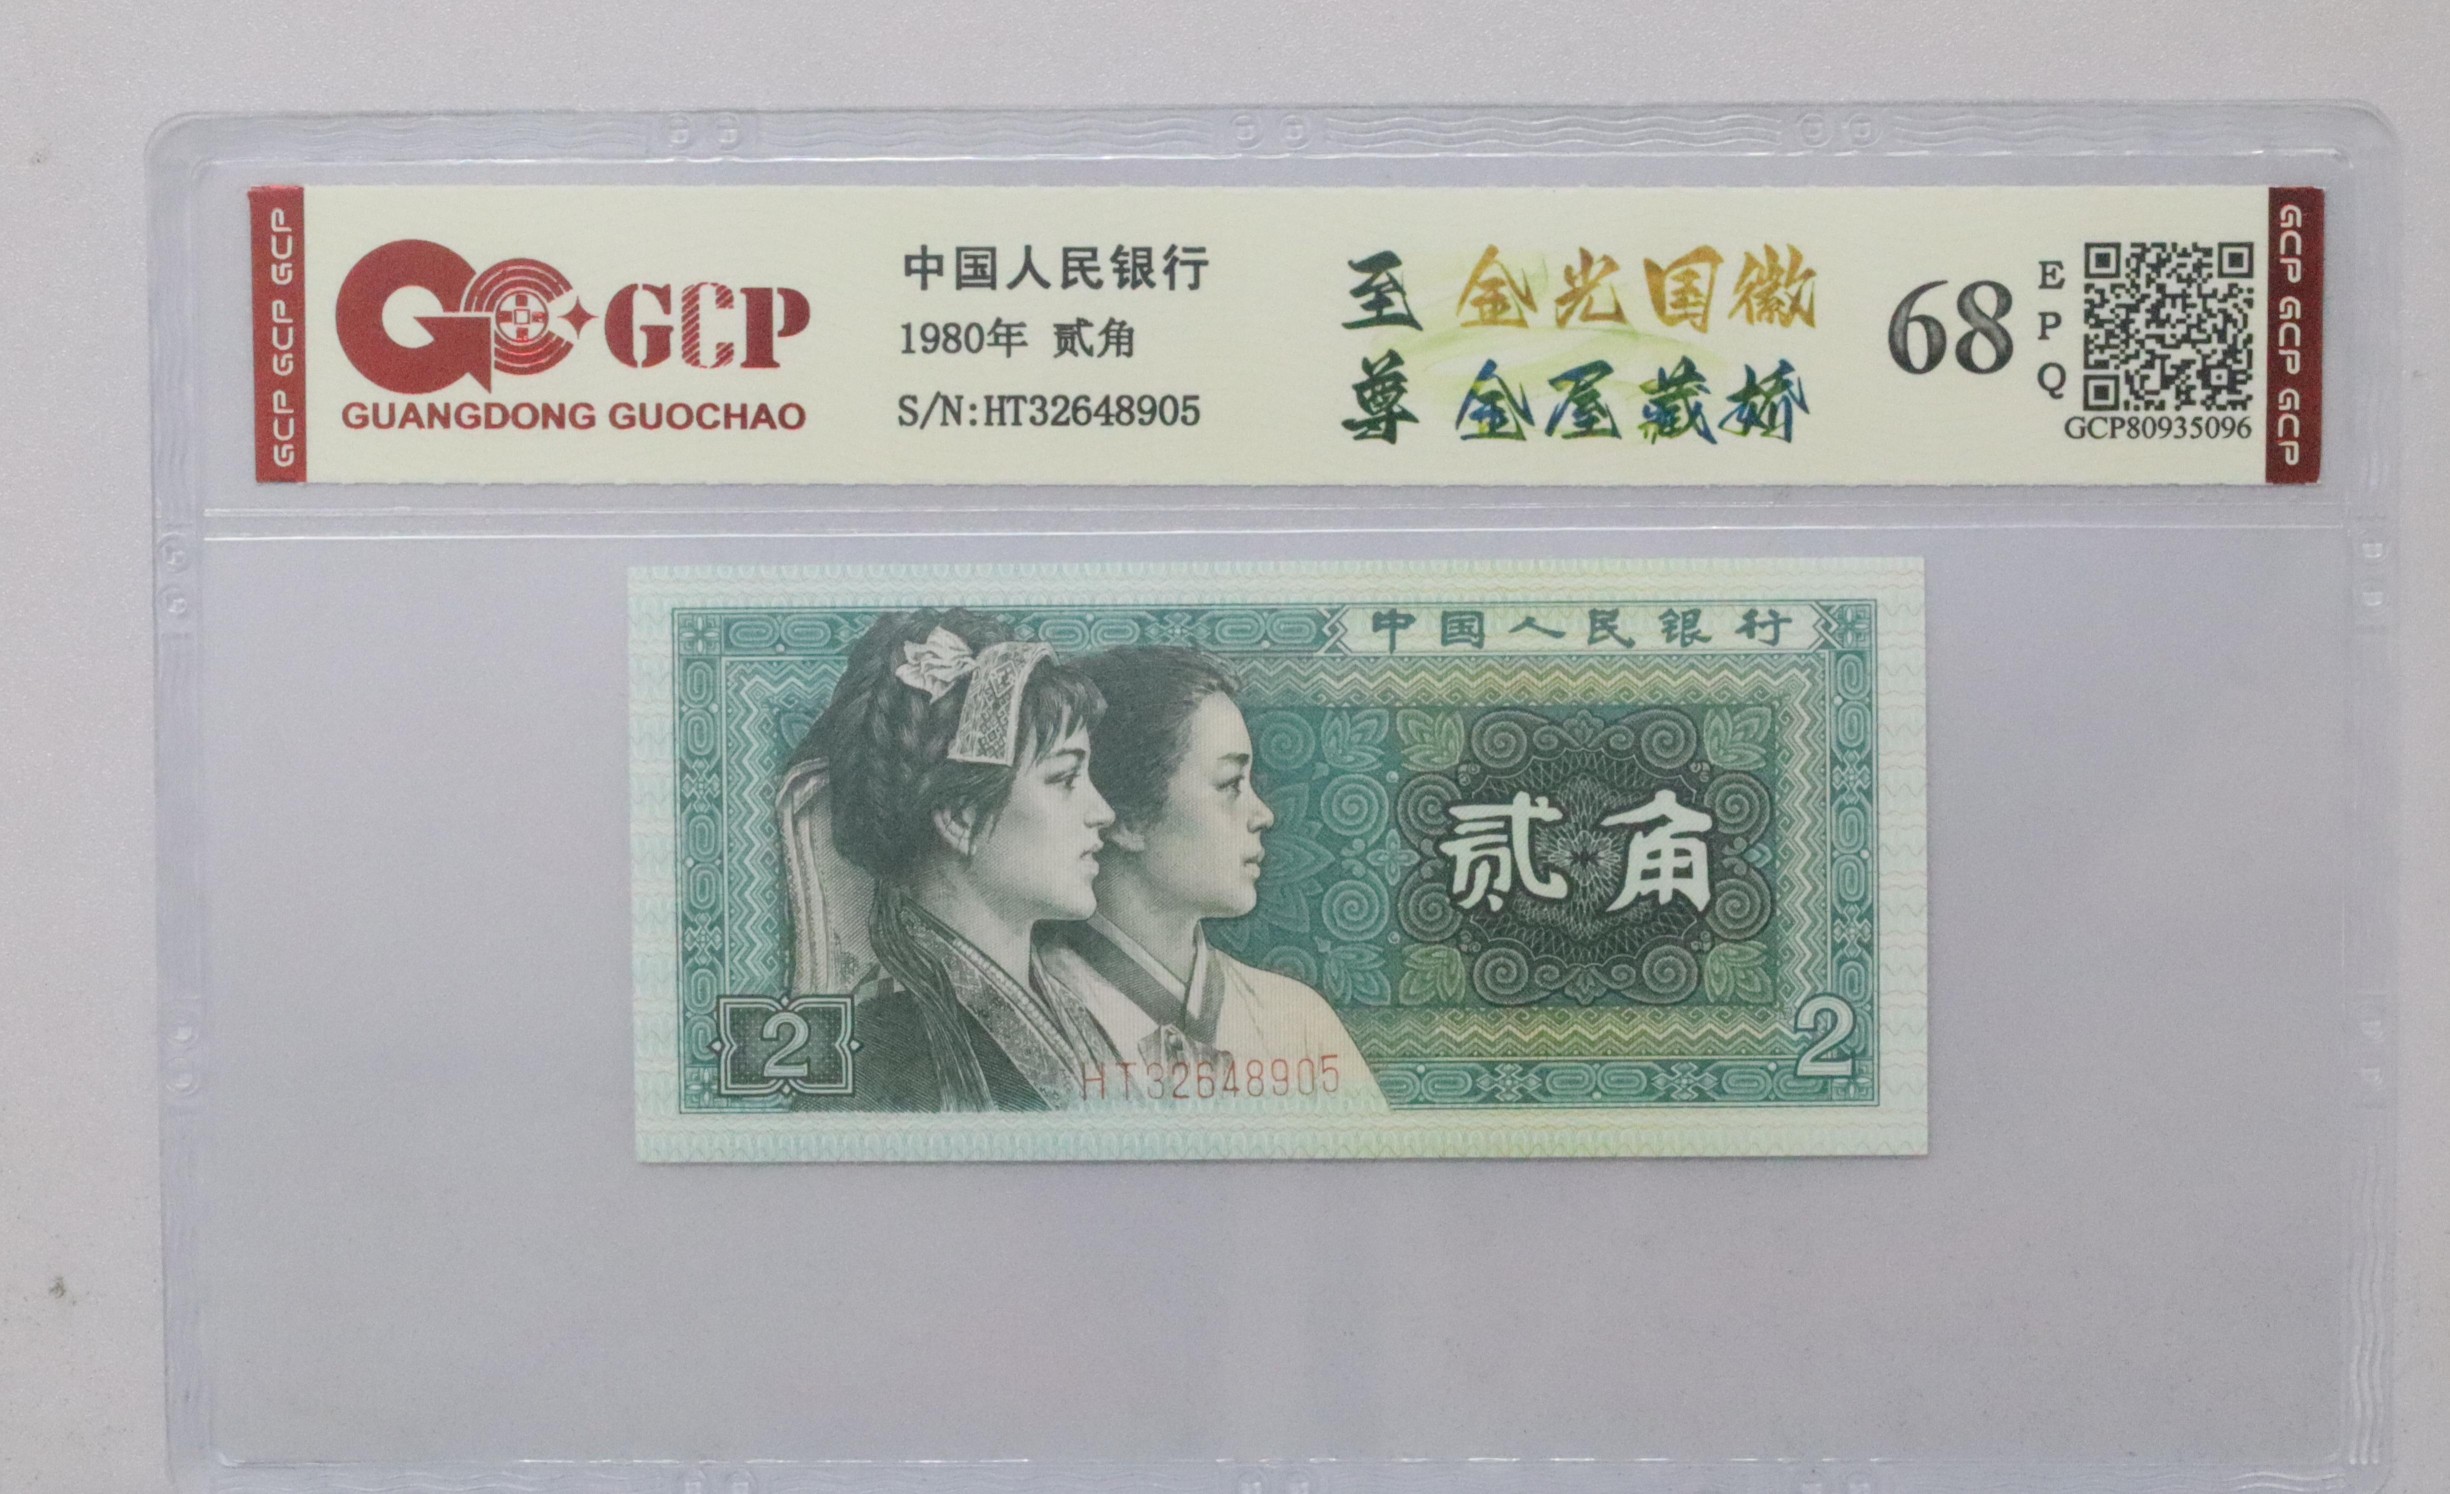 GCP GCP GCP
GCP
GUANGDONG GUOCHAO
中国人民银行
1980年 贰角
S/N:HT32648905
至尊
金光国徽
金屋藏娇
68
EPQ
GCP80935096
GCP GCP GCP
中国人民银行
贰角
2
HT32648905
2